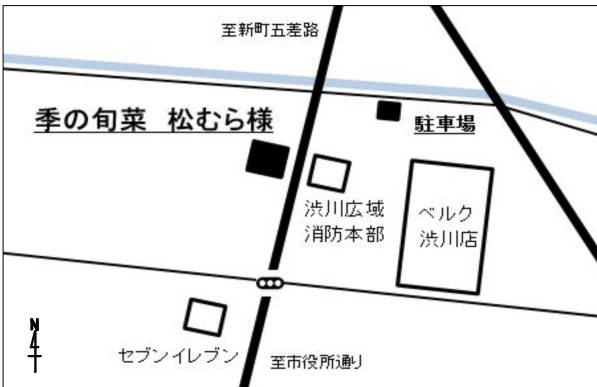 至新町五差路
季の旬菜 松むら様
駐車場
渋川広域
消防本部
ベルク
渋川店
N
セブンイレブン
至市役所通り